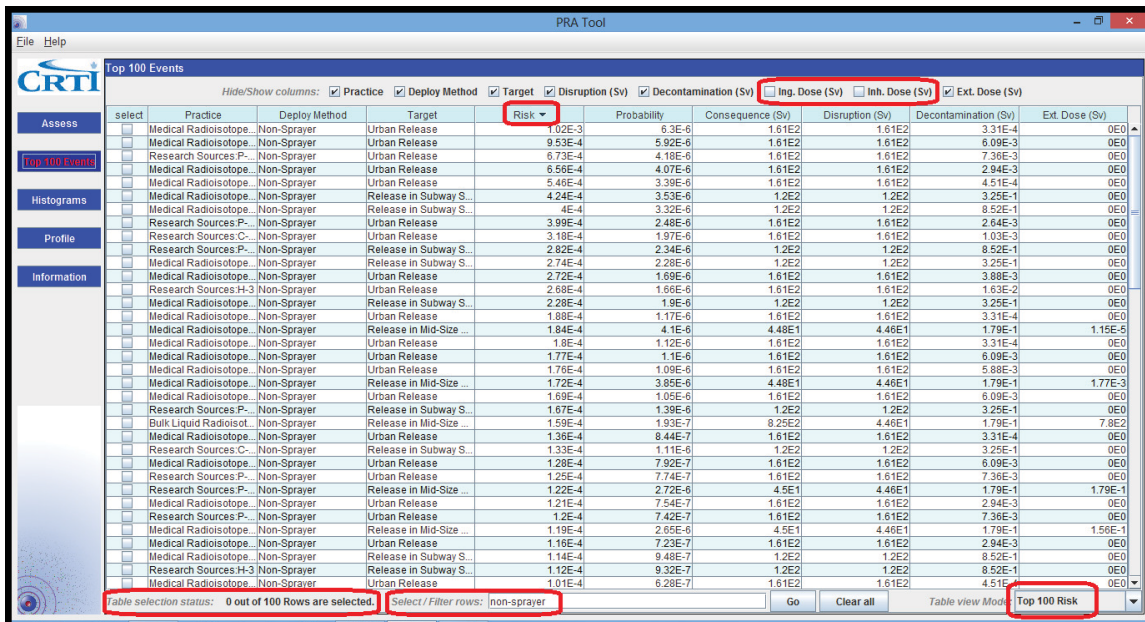 PRA Tool
File Help
CRTI
Top 100 Events
Hide/Show columns: Practice Deploy Method Target Disruption (Sv) Decontamination (Sv) Ing. Dose (Sv) Inh. Dose (Sv) Ext. Dose (Sv)
Assess
Top 100 Events
Histograms
Profile
Information
select Practice Deploy Method Target Risk Probability Consequence (Sv) Disruption (Sv) Decontamination (Sv) Ext. Dose (Sv)
Medical Radioisotope... Non-Sprayer Urban Release 1.02E-3 6.3E-6 1.61E2 1.61E2 3.31E-4 0E0
Medical Radioisotope... Non-Sprayer Urban Release 9.53E-4 5.92E-6 1.61E2 1.61E2 6.09E-3 0E0
Research Sources:P-... Non-Sprayer Urban Release 6.73E-4 4.18E-6 1.61E2 1.61E2 7.36E-3 0E0
Medical Radioisotope... Non-Sprayer Urban Release 6.56E-4 4.07E-6 1.61E2 1.61E2 2.94E-3 0E0
Medical Radioisotope... Non-Sprayer Urban Release 5.46E-4 3.39E-6 1.61E2 1.61E2 4.51E-4 0E0
Medical Radioisotope... Non-Sprayer Release in Subway S... 4.24E-4 3.53E-6 1.2E2 1.2E2 3.25E-1 0E0
Medical Radioisotope... Non-Sprayer Release in Subway S... 4E-4 3.32E-6 1.2E2 1.2E2 8.52E-1 0E0
Research Sources:P-... Non-Sprayer Urban Release 3.99E-4 2.48E-6 1.61E2 1.61E2 2.64E-3 0E0
Research Sources:C-... Non-Sprayer Urban Release 3.18E-4 1.97E-6 1.61E2 1.61E2 1.03E-3 0E0
Research Sources:P-... Non-Sprayer Release in Subway S... 2.82E-4 2.34E-6 1.2E2 1.2E2 8.52E-1 0E0
Medical Radioisotope... Non-Sprayer Release in Subway S... 2.74E-4 2.28E-6 1.2E2 1.2E2 3.25E-1 0E0
Medical Radioisotope... Non-Sprayer Urban Release 2.72E-4 1.69E-6 1.61E2 1.61E2 3.88E-3 0E0
Research Sources:H-3 Non-Sprayer Urban Release 2.68E-4 1.66E-6 1.61E2 1.61E2 1.63E-2 0E0
Medical Radioisotope... Non-Sprayer Release in Subway S... 2.28E-4 1.9E-6 1.2E2 1.2E2 3.25E-1 0E0
Medical Radioisotope... Non-Sprayer Urban Release 1.88E-4 1.17E-6 1.61E2 1.61E2 3.31E-4 0E0
Medical Radioisotope... Non-Sprayer Release in Mid-Size ... 1.84E-4 4.1E-6 4.48E1 4.46E1 1.79E-1 1.15E-5
Medical Radioisotope... Non-Sprayer Urban Release 1.8E-4 1.12E-6 1.61E2 1.61E2 3.31E-4 0E0
Medical Radioisotope... Non-Sprayer Urban Release 1.77E-4 1.1E-6 1.61E2 1.61E2 6.09E-3 0E0
Medical Radioisotope... Non-Sprayer Urban Release 1.76E-4 1.09E-6 1.61E2 1.61E2 5.88E-3 0E0
Medical Radioisotope... Non-Sprayer Release in Mid-Size ... 1.72E-4 3.85E-6 4.48E1 4.46E1 1.79E-1 1.77E-3
Medical Radioisotope... Non-Sprayer Urban Release 1.69E-4 1.05E-6 1.61E2 1.61E2 6.09E-3 0E0
Research Sources:P-... Non-Sprayer Release in Subway S... 1.67E-4 1.39E-6 1.2E2 1.2E2 3.25E-1 0E0
Bulk Liquid Radioisot... Non-Sprayer Release in Mid-Size ... 1.59E-4 1.93E-7 8.25E2 4.46E1 1.79E-1 7.8E2
Medical Radioisotope... Non-Sprayer Urban Release 1.36E-4 8.44E-7 1.61E2 1.61E2 3.31E-4 0E0
Research Sources:C-... Non-Sprayer Release in Subway S... 1.33E-4 1.11E-6 1.2E2 1.2E2 3.25E-1 0E0
Medical Radioisotope... Non-Sprayer Urban Release 1.28E-4 7.92E-7 1.61E2 1.61E2 6.09E-3 0E0
Research Sources:P-... Non-Sprayer Urban Release 1.25E-4 7.74E-7 1.61E2 1.61E2 7.36E-3 0E0
Research Sources:P-... Non-Sprayer Release in Mid-Size ... 1.22E-4 2.72E-6 4.5E1 4.46E1 1.79E-1 1.79E-1
Medical Radioisotope... Non-Sprayer Urban Release 1.21E-4 7.54E-7 1.61E2 1.61E2 2.94E-3 0E0
Research Sources:P-... Non-Sprayer Urban Release 1.2E-4 7.42E-7 1.61E2 1.61E2 7.36E-3 0E0
Medical Radioisotope... Non-Sprayer Release in Mid-Size ... 1.19E-4 2.65E-6 4.5E1 4.46E1 1.79E-1 1.56E-1
Medical Radioisotope... Non-Sprayer Urban Release 1.16E-4 7.23E-7 1.61E2 1.61E2 2.94E-3 0E0
Medical Radioisotope... Non-Sprayer Release in Subway S... 1.14E-4 9.48E-7 1.2E2 1.2E2 8.52E-1 0E0
Research Sources:H-3 Non-Sprayer Release in Subway S... 1.12E-4 9.32E-7 1.2E2 1.2E2 8.52E-1 0E0
Medical Radioisotope... Non-Sprayer Urban Release 1.01E-4 6.28E-7 1.61E2 1.61E2 4.51E-4 0E0
Table selection status: 0 out of 100 Rows are selected. Select / Filter rows: non-sprayer Go Clear all Table view Mode: Top 100 Risk